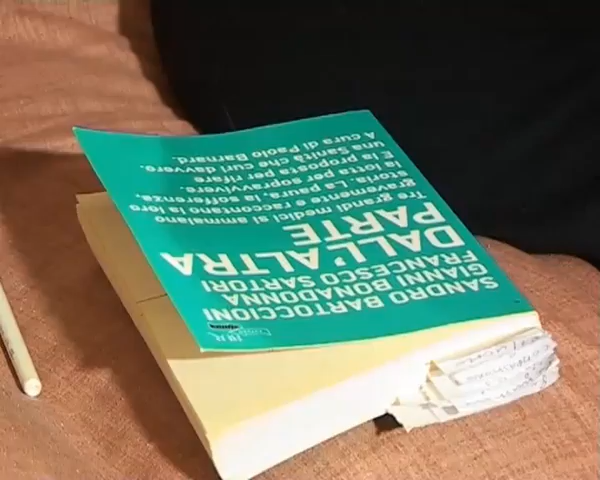 SANDRO BARTOCCIONI
GIANNI BONADONNA
FRANCESCO SARTORI
DALL'ALTRA
PARTE
Tre grandi medici si ammalano
gravemente e raccontano la loro
storia. La paura, la sofferenza,
la lotta per sopravvivere.
E la proposta per rifare
una Sanità che curi davvero.
A cura di Paolo Barnard.